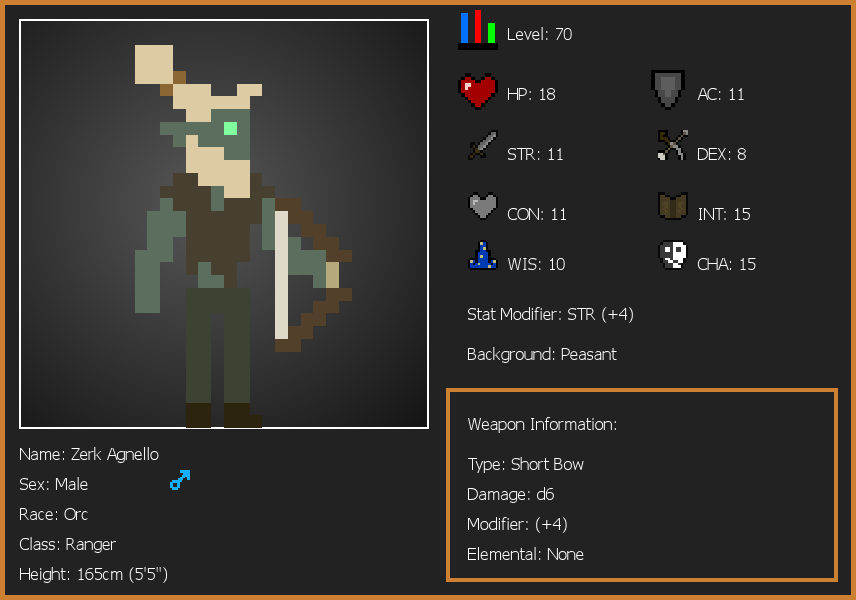 Level: 70
HP: 18
AC: 11
STR: 11
DEX: 8
CON: 11
INT: 15
WIS: 10
CHA: 15
Stat Modifier: STR (+4)
Background: Peasant
Weapon Information:
Type: Short Bow
Damage: d6
Modifier: (+4)
Elemental: None
Name: Zerk Agnello
Sex: Male
Race: Orc
Class: Ranger
Height: 165cm (5'5")